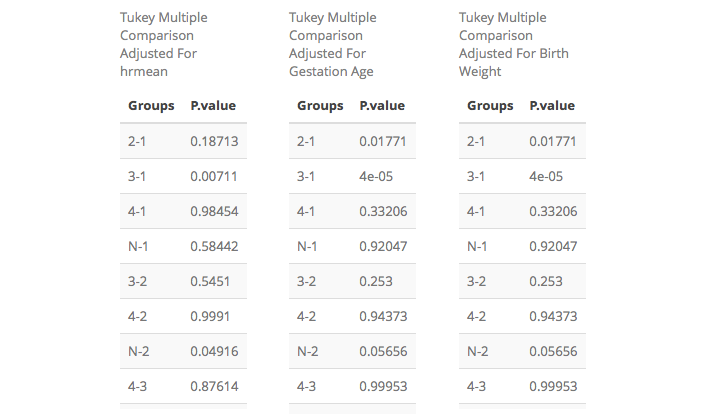 Tukey Multiple
Comparison
Adjusted For
hrmean
Groups P.value
2-1 0.18713
3-1 0.00711
4-1 0.98454
N-1 0.58442
3-2 0.5451
4-2 0.9991
N-2 0.04916
4-3 0.87614
Tukey Multiple
Comparison
Adjusted For
Gestation Age
Groups P.value
2-1 0.01771
3-1 4e-05
4-1 0.33206
N-1 0.92047
3-2 0.253
4-2 0.94373
N-2 0.05656
4-3 0.99953
Tukey Multiple
Comparison
Adjusted For Birth
Weight
Groups P.value
2-1 0.01771
3-1 4e-05
4-1 0.33206
N-1 0.92047
3-2 0.253
4-2 0.94373
N-2 0.05656
4-3 0.99953